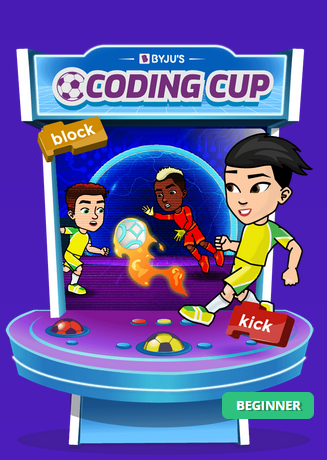 BYJU'S
CODING CUP
block
kick
BEGINNER